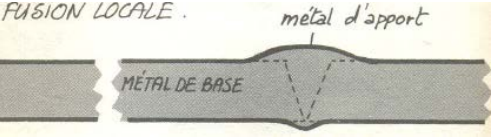 FUSION LOCALE.
métal d'apport
MÉTAL DE BASE